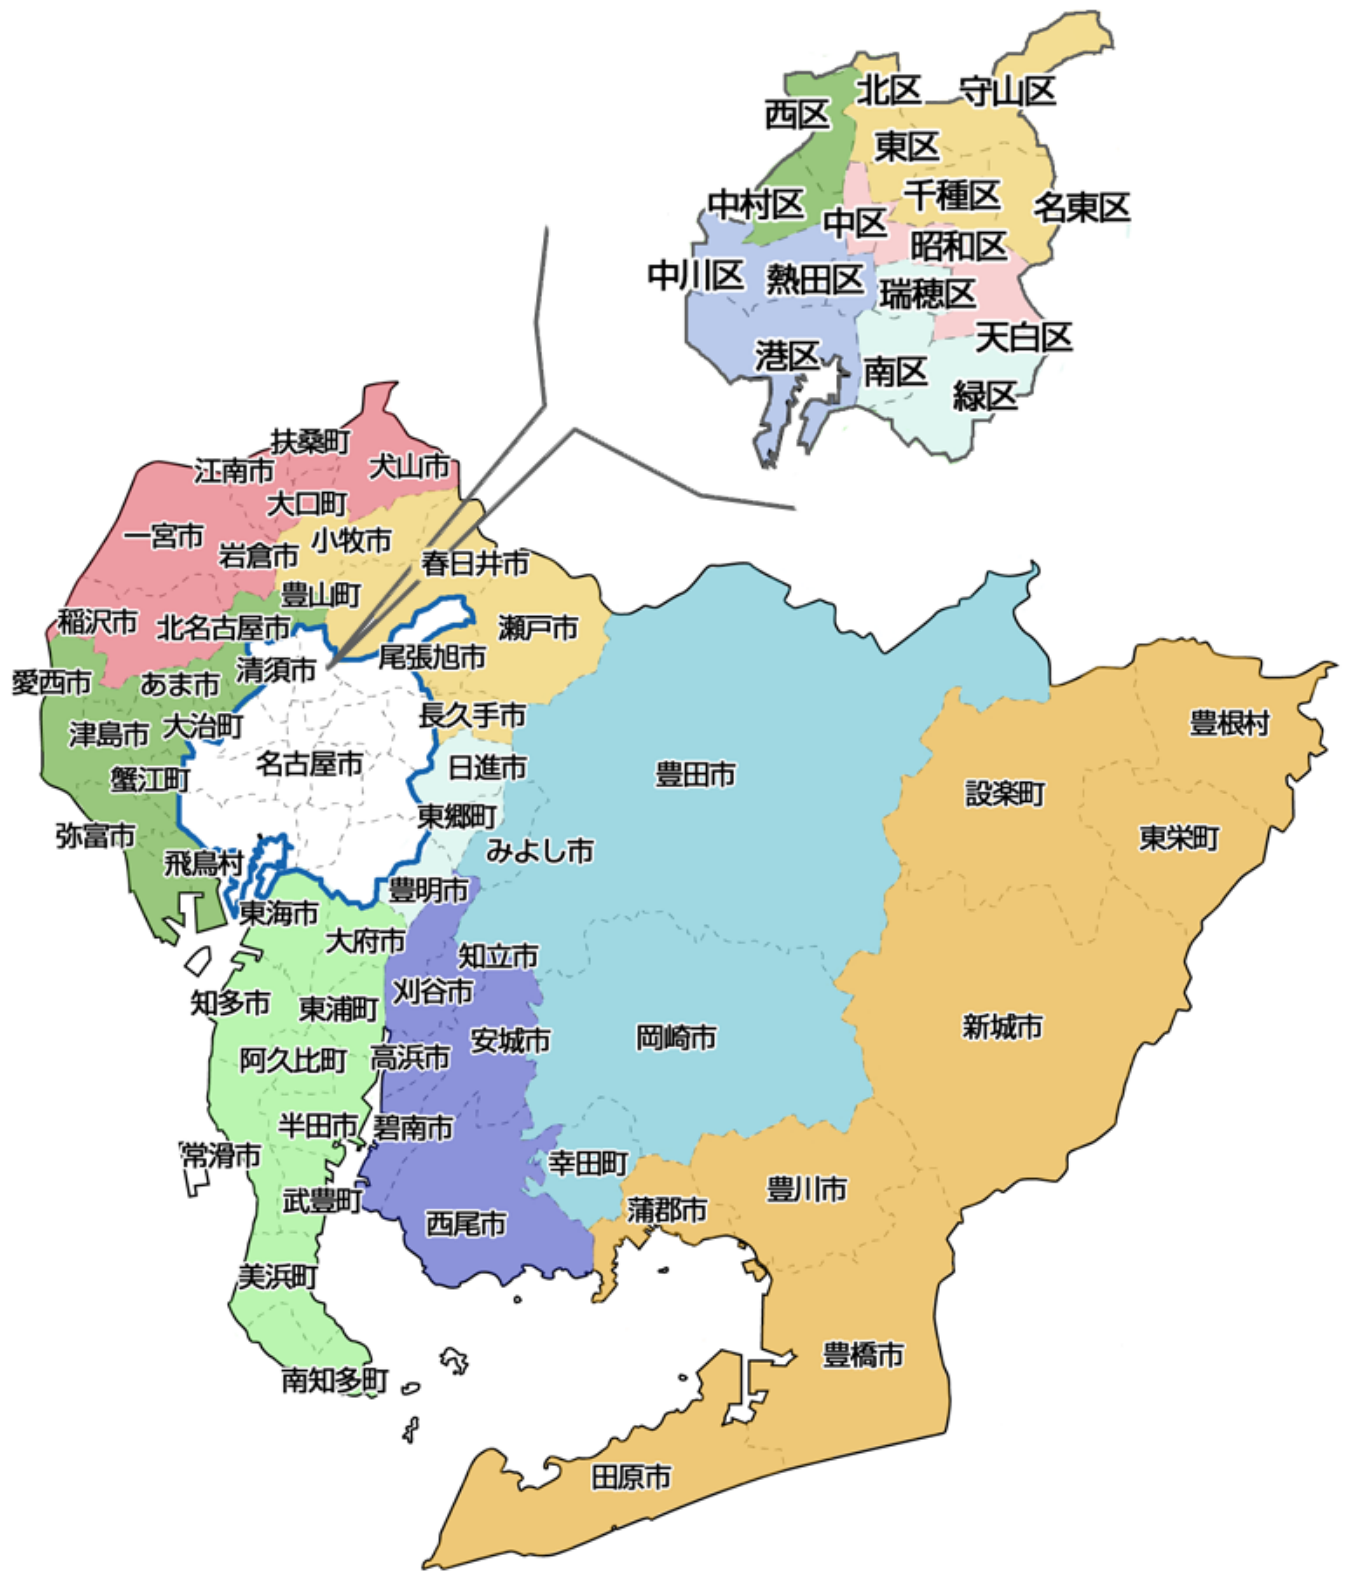 北区
守山区
西区
東区
千種区
名東区
中村区
中区
昭和区
中川区
熱田区
瑞穂区
天白区
港区
南区
緑区
扶桑町
江南市
犬山市
大口町
一宮市
小牧市
岩倉市
春日井市
豊山町
稲沢市
北名古屋市
瀬戸市
清須市
尾張旭市
愛西市
あま市
長久手市
津島市
大治町
豊根村
名古屋市
日進市
豊田市
蟹江町
設楽町
東郷町
弥富市
東栄町
みよし市
飛鳥村
豊明市
東海市
大府市
知立市
刈谷市
知多市
東浦町
新城市
安城市
岡崎市
阿久比町
高浜市
半田市
碧南市
常滑市
幸田町
豊川市
武豊町
蒲郡市
西尾市
美浜町
豊橋市
南知多町
田原市